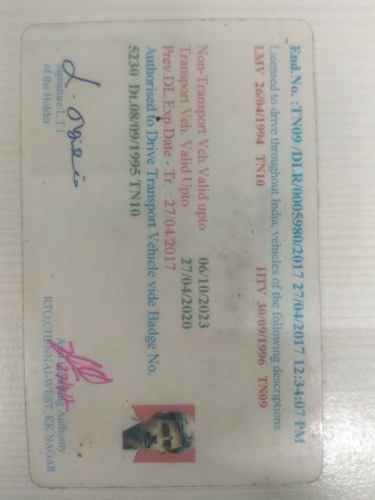 End.No. :TN09 /DLR/0005980/2017 27/04/2017 12:34:07 PM
Licensed to drive throughout India, vehicles of the following descriptions
LMV 26/04/1994 TN10 HTV 30/09/1996 TN09
Non-Transport Veh.Valid upto 06/10/2023
Transport Veh. Valid Upto 27/04/2020
Prev.DL.Exp.Date - Tr. : 27/04/2017
Authorised to Drive Transport Vehicle vide Badge No.
5230 Dt.08/09/1995 TN10
Signature/L.T.I
of the Holder
Authority
RTO,CHENNAI-WEST, KK NAGAR